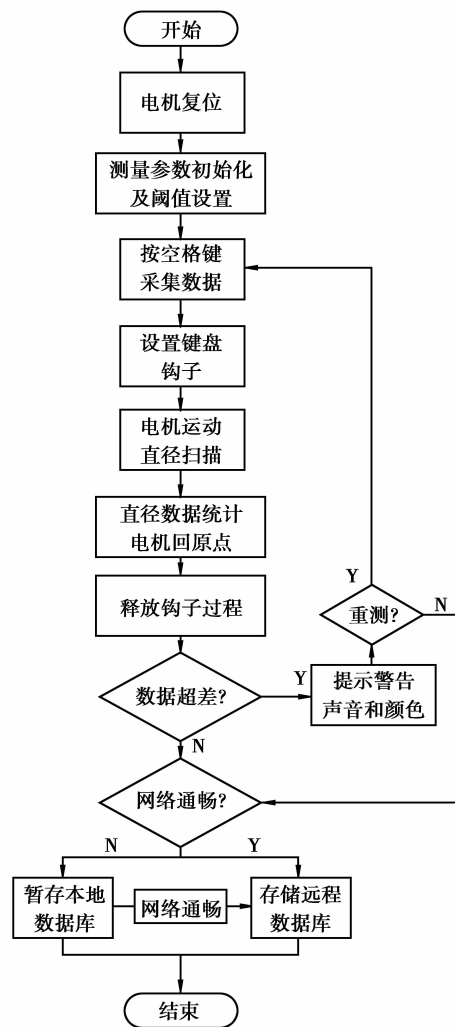 开始
电机复位
测量参数初始化
及阈值设置
按空格键
采集数据
设置键盘
钩子
电机运动
直径扫描
直径数据统计
电机回原点
释放钩子过程
数据超差?
Y
N
提示警告
声音和颜色
重测?
Y
N
网络通畅?
N
Y
暂存本地
数据库
网络通畅
存储远程
数据库
结束